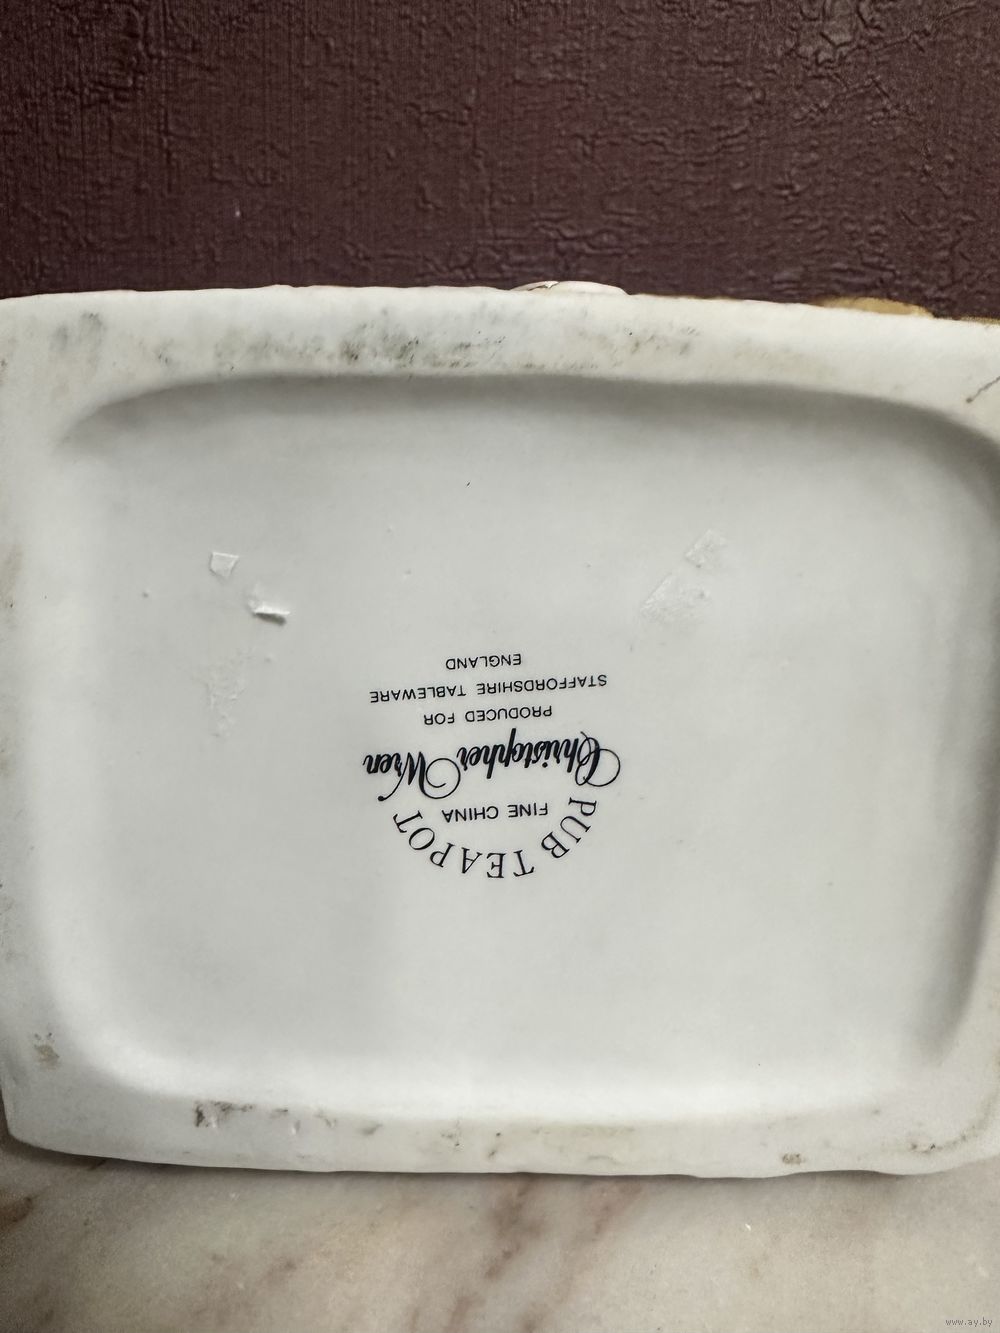 PUB TEAPOT
FINE CHINA
Christopher Wren
PRODUCED FOR
STAFFORDSHIRE TABLEWARE
ENGLAND
www.ay.by